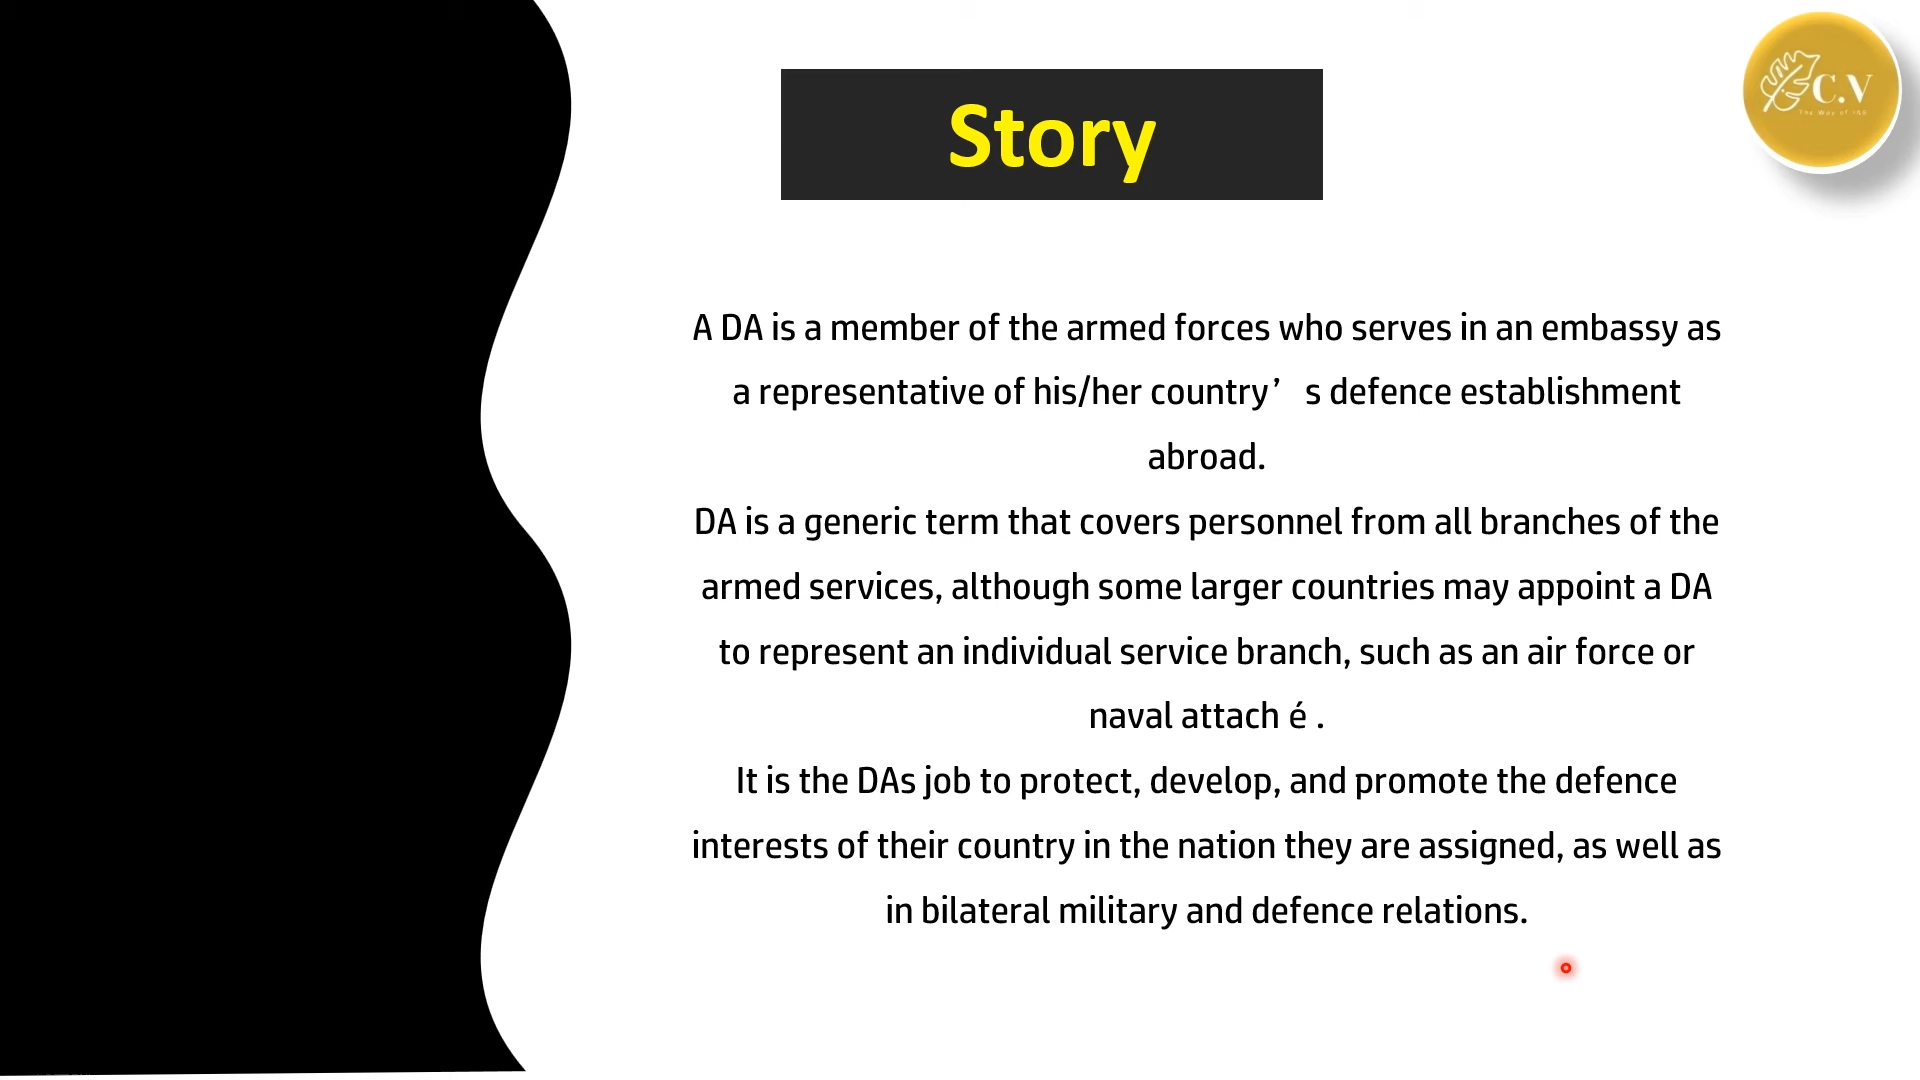 Story
C.V
A DA is a member of the armed forces who serves in an embassy as
a representative of his/her country’s defence establishment
abroad.
DA is a generic term that covers personnel from all branches of the
armed services, although some larger countries may appoint a DA
to represent an individual service branch, such as an air force or
naval attach é .
It is the DAs job to protect, develop, and promote the defence
interests of their country in the nation they are assigned, as well as
in bilateral military and defence relations.